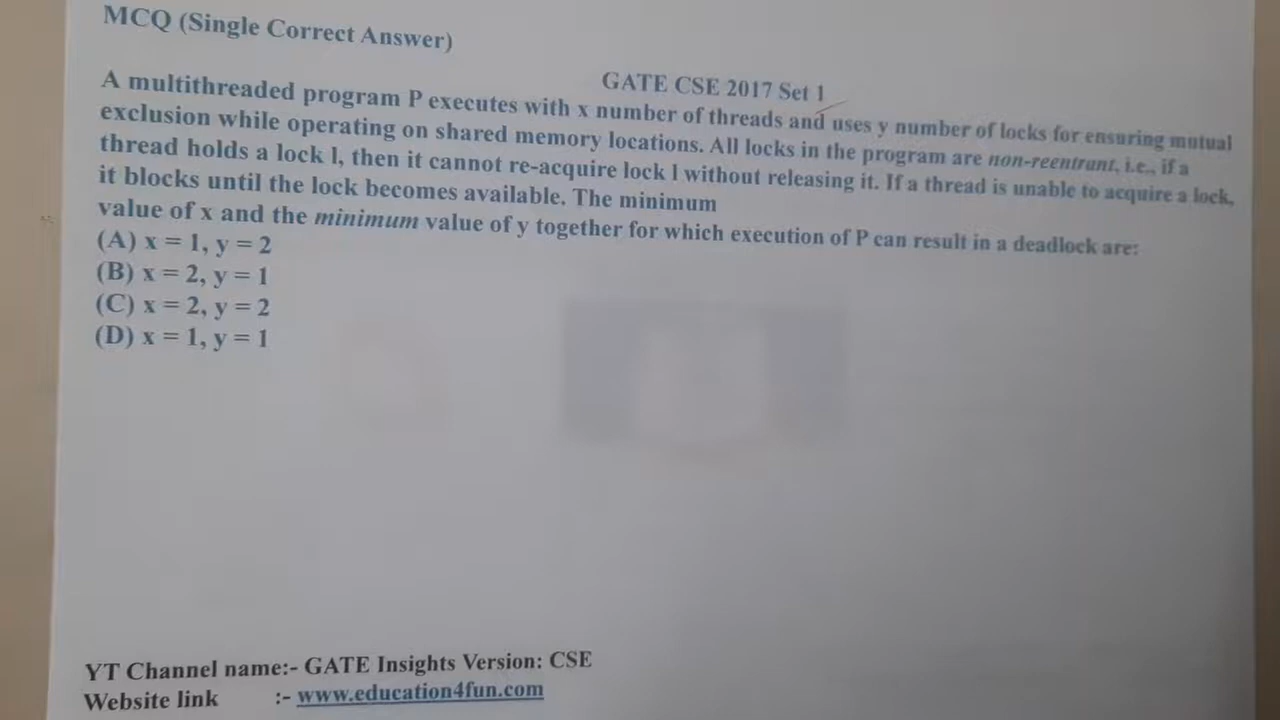 MCQ (Single Correct Answer)
GATE CSE 2017 Set 1
A multithreaded program P executes with x number of threads and uses y number of locks for ensuring mutual
exclusion while operating on shared memory locations. All locks in the program are non-reentrant, i.e., if a
thread holds a lock l, then it cannot re-acquire lock l without releasing it. If a thread is unable to acquire a lock,
it blocks until the lock becomes available. The minimum
value of x and the minimum value of y together for which execution of P can result in a deadlock are:
(A) x = 1, y = 2
(B) x = 2, y = 1
(C) x = 2, y = 2
(D) x = 1, y = 1
YT Channel name:- GATE Insights Version: CSE
Website link :- www.education4fun.com